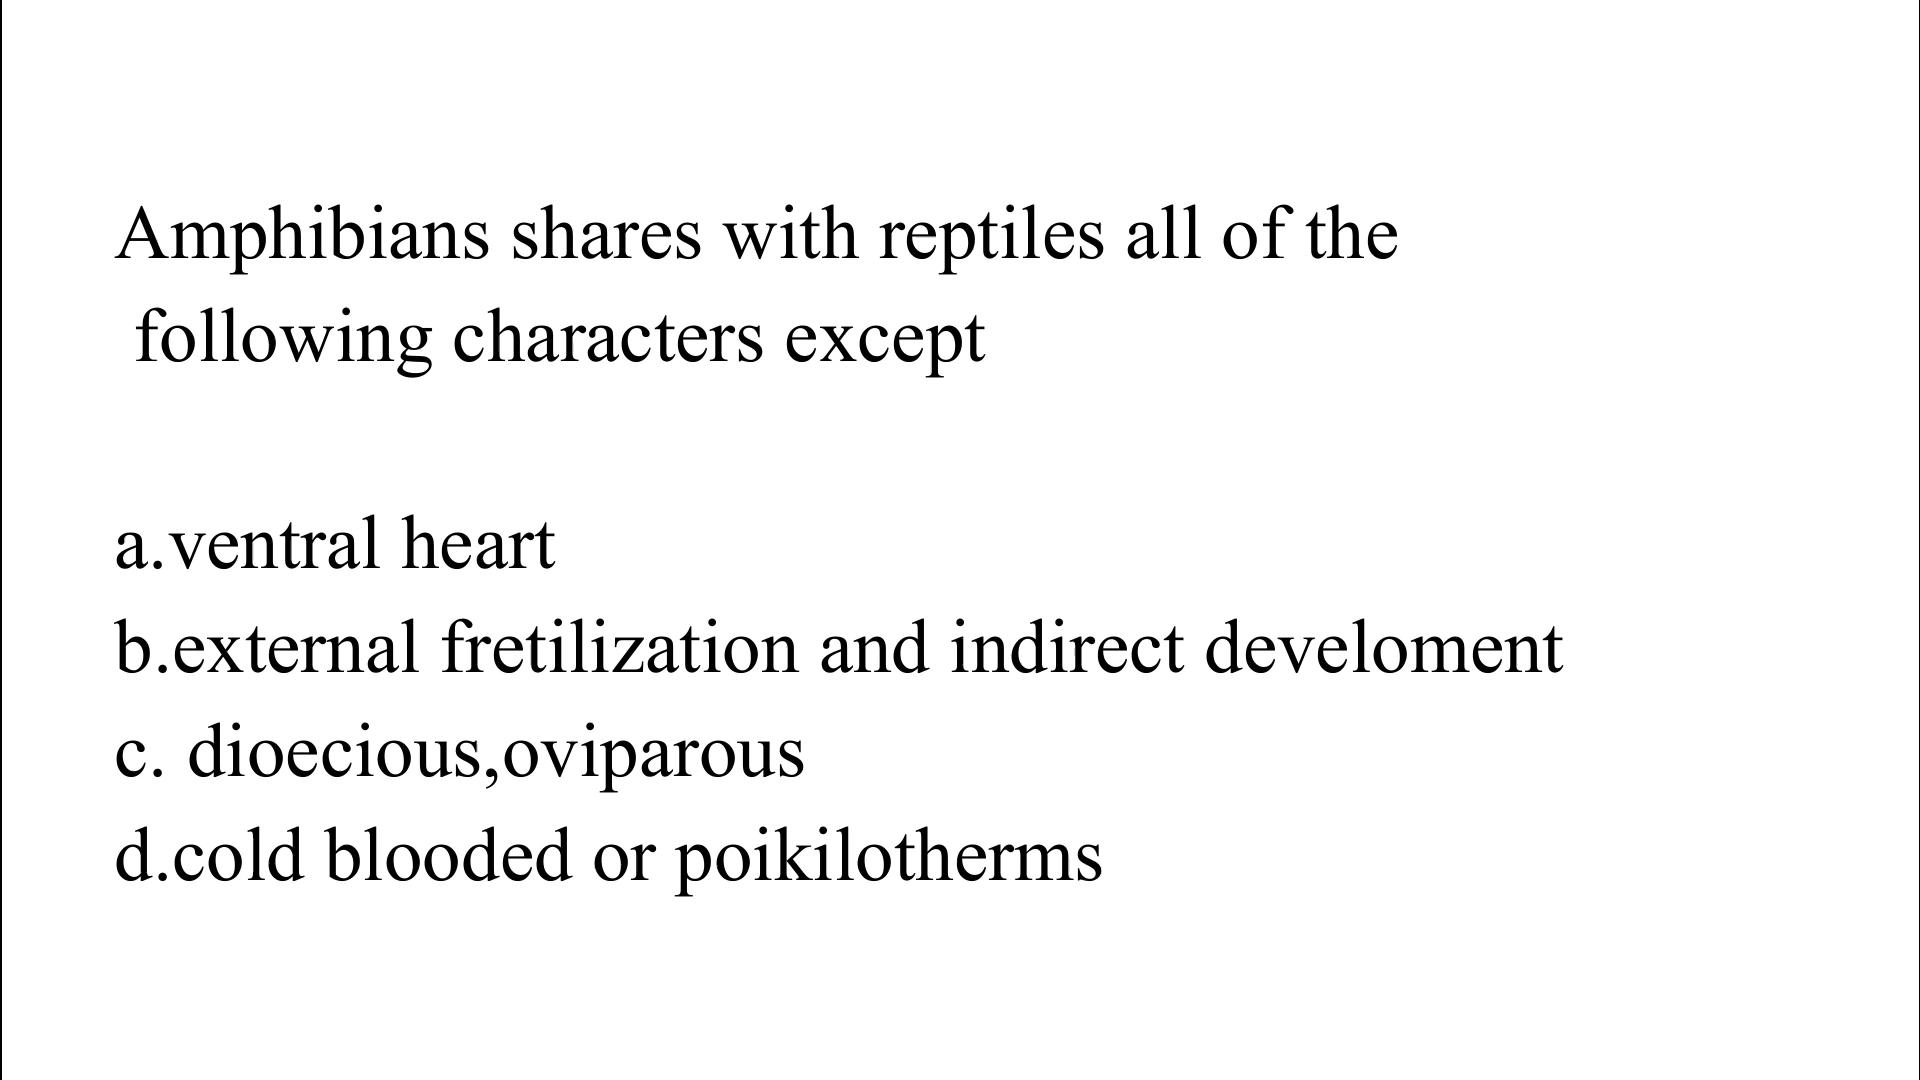 Amphibians shares with reptiles all of the
following characters except
a.ventral heart
b.external fretilization and indirect develoment
c. dioecious,oviparous
d.cold blooded or poikilotherms